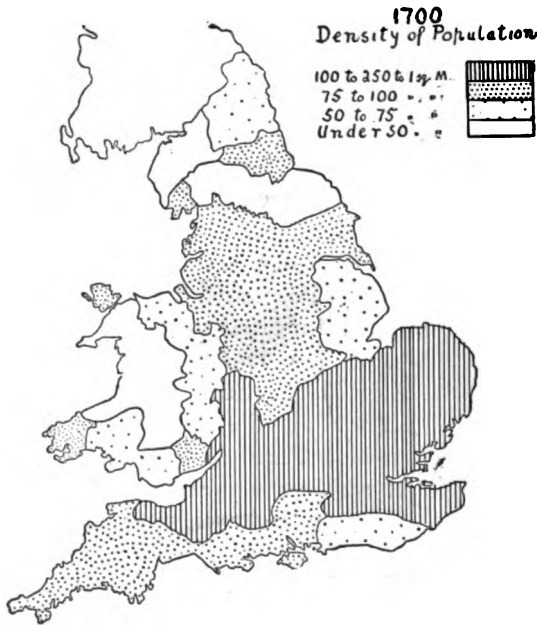 1700
Density of Population
100 to 250 to 1 sq. M.
75 to 100 " " "
50 to 75 " "
Under 50 " "